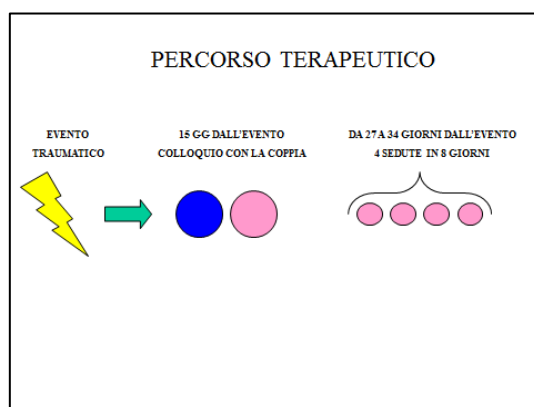 PERCORSO TERAPEUTICO
EVENTO
TRAUMATICO
15 GG DALL'EVENTO
COLLOQUIO CON LA COPPIA
DA 27 A 34 GIORNI DALL'EVENTO
4 SEDUTE IN 8 GIORNI